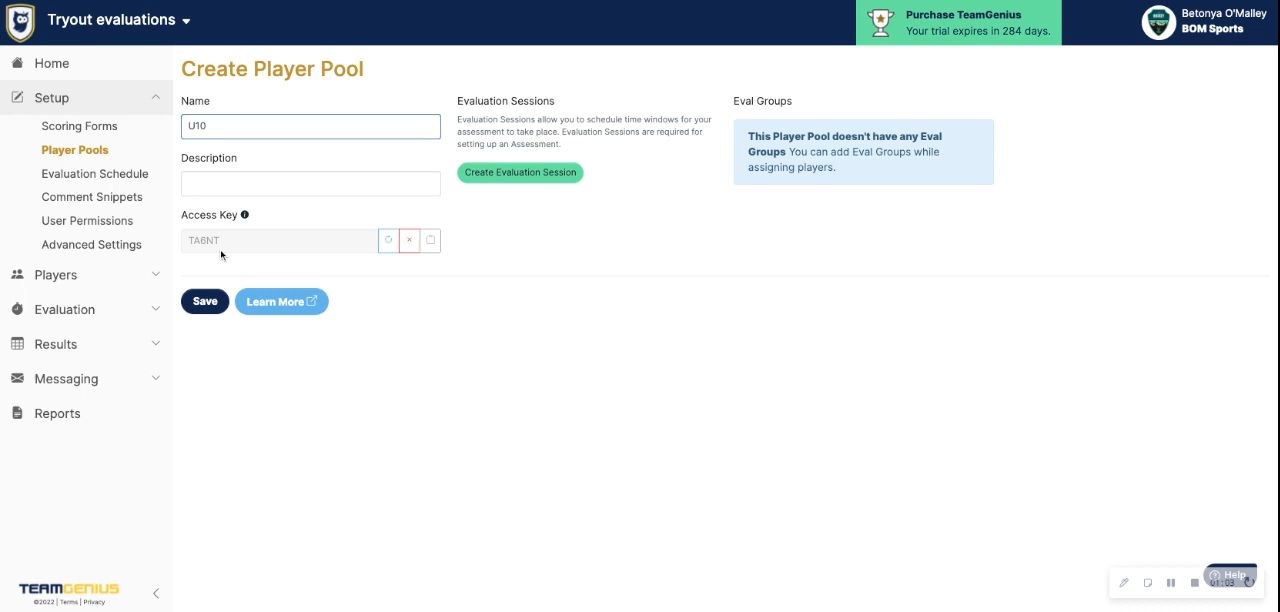 Tryout evaluations
Purchase TeamGenius
Your trial expires in 284 days.
Betonya O'Malley
BOM Sports
Home
Setup
Scoring Forms
Player Pools
Evaluation Schedule
Comment Snippets
User Permissions
Advanced Settings
Players
Evaluation
Results
Messaging
Reports
TEAMGENIUS
©2022 | Terms | Privacy
Create Player Pool
Name
U10
Description
Access Key
TA6NT
Save
Learn More
Evaluation Sessions
Evaluation Sessions allow you to schedule time windows for your
assessment to take place. Evaluation Sessions are required for
setting up an Assessment.
Create Evaluation Session
Eval Groups
This Player Pool doesn't have any Eval
Groups You can add Eval Groups while
assigning players.
Help